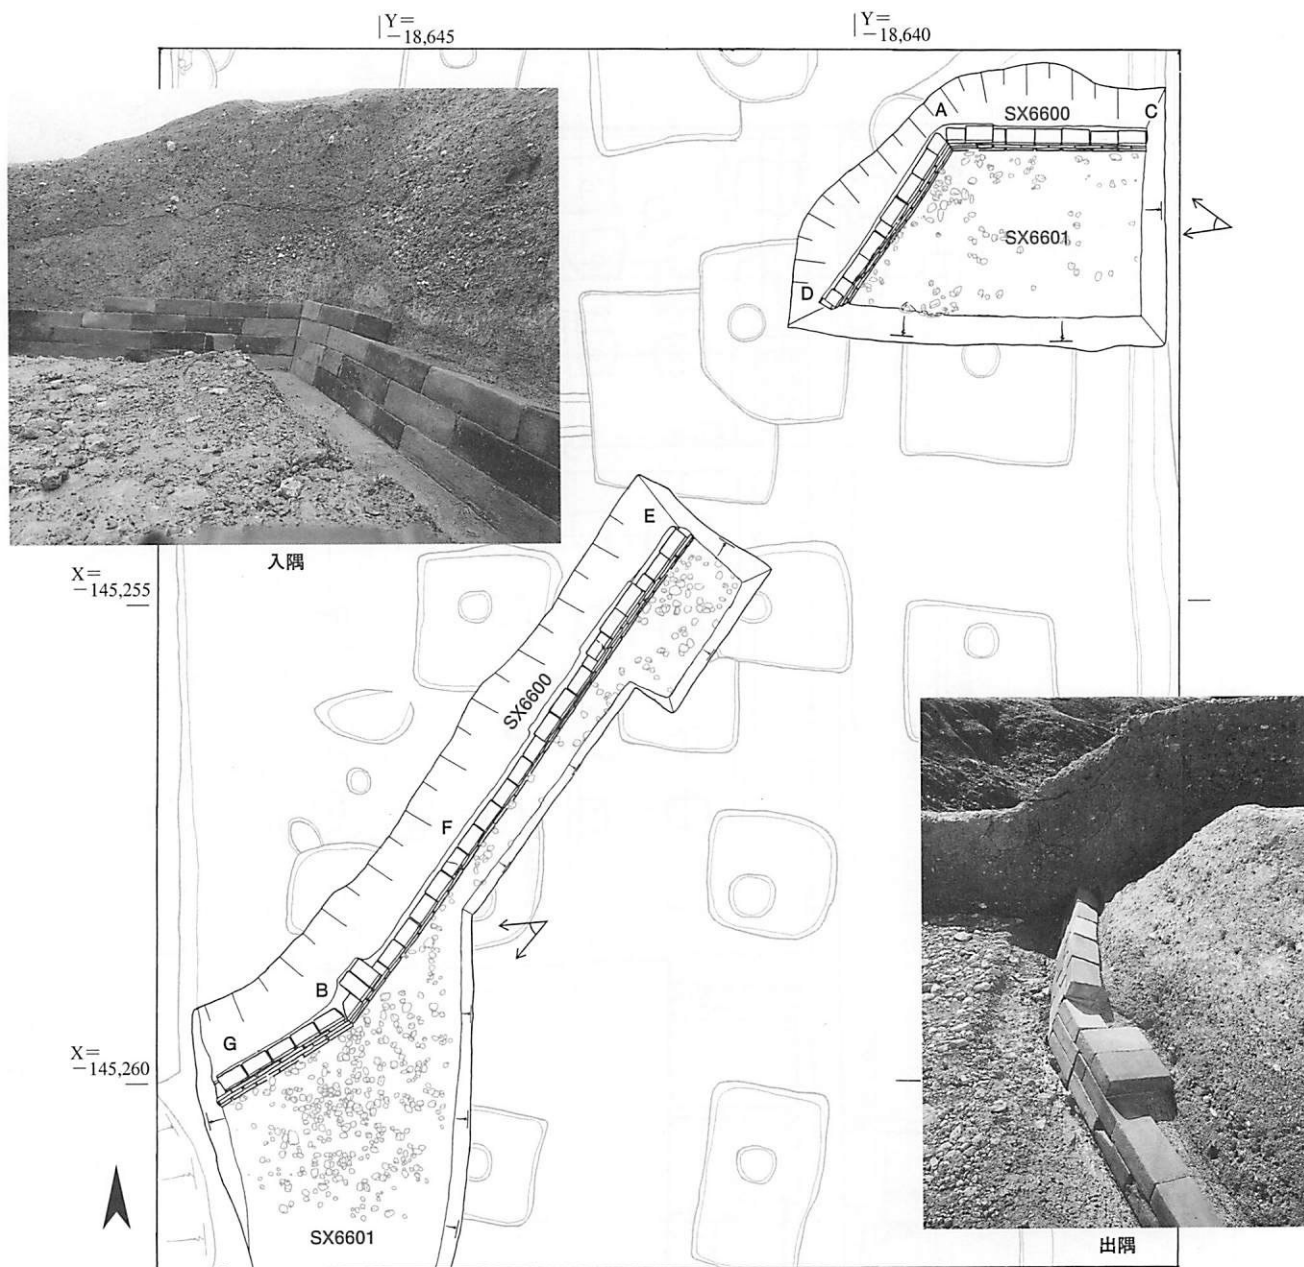 Y=
−18,645
Y=
−18,640
A
SX6600
C
SX6601
D
入隅
E
X=
−145,255
SX6600
F
B
G
X=
−145,260
SX6601
出隅